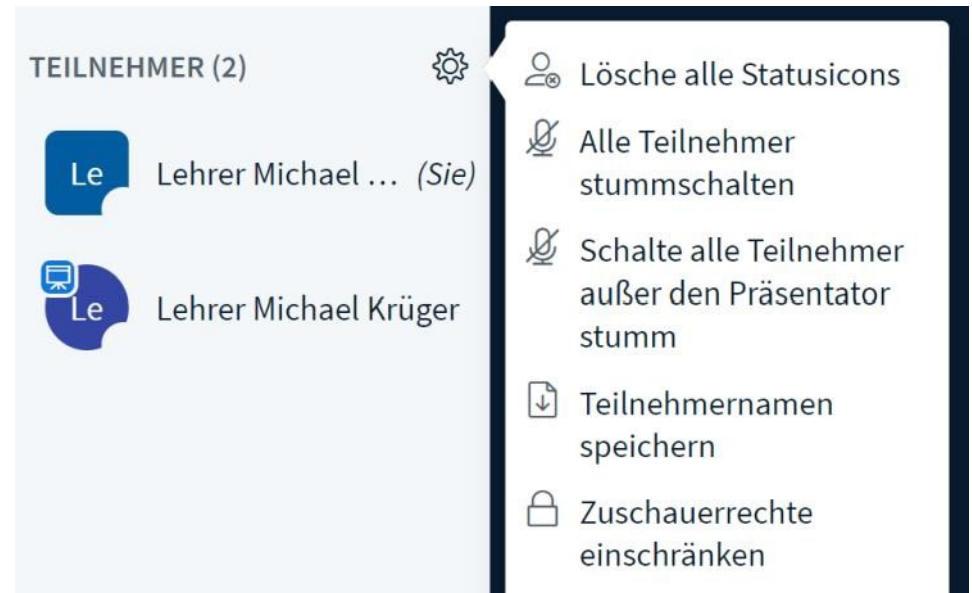 TEILNEHMER (2)
Le
Lehrer Michael ... (Sie)
Le
Lehrer Michael Krüger
Lösche alle Statusicons
Alle Teilnehmer
stummschalten
Schalte alle Teilnehmer
außer den Präsentator
stumm
Teilnehmernamen
speichern
Zuschauerrechte
einschränken